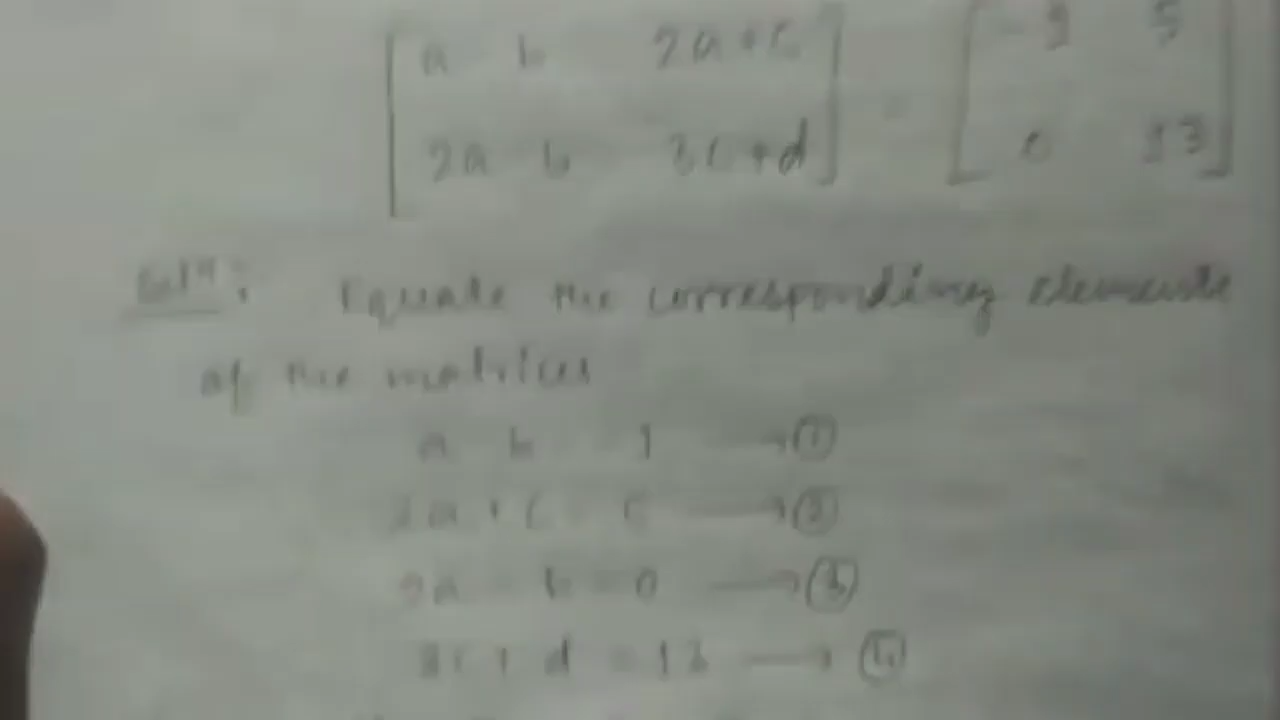 [a - b 2a + c] = [-1 5]
[2a - b 3c + d] [0 13]
Soln: Equate the corresponding elements
of the matrices
a - b = -1 → ①
2a + c = 5 → ②
2a - b = 0 → ③
3c + d = 13 → ④